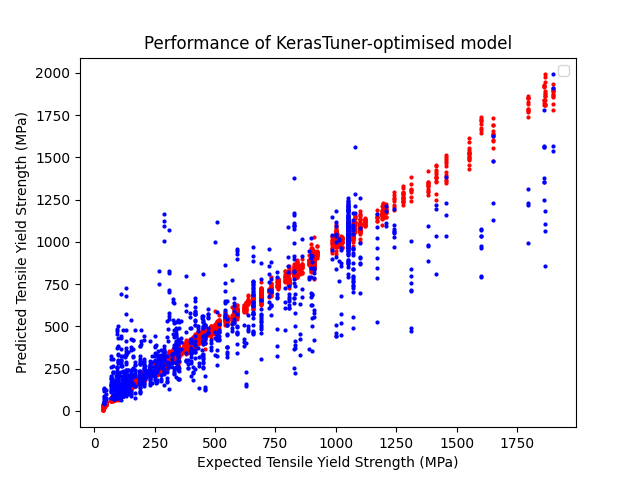 Performance of KerasTuner-optimised model
Predicted Tensile Yield Strength (MPa)
2000
1750
1500
1250
1000
750
500
250
0
0 250 500 750 1000 1250 1500 1750
Expected Tensile Yield Strength (MPa)